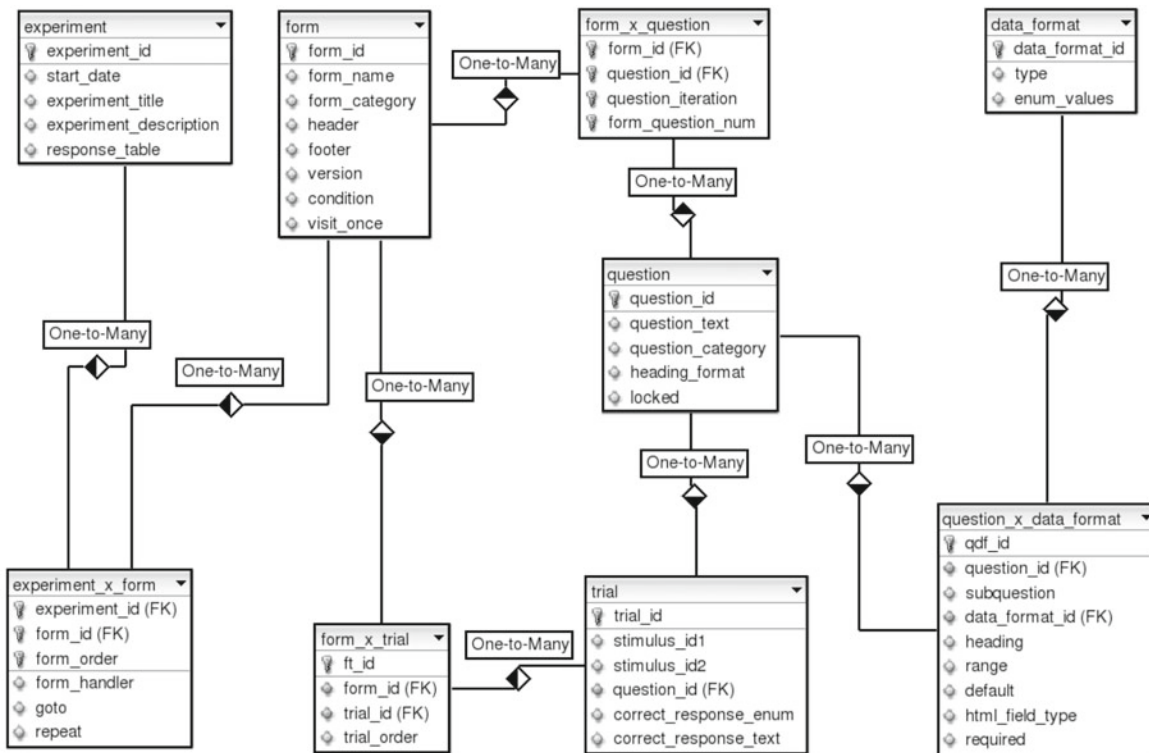 experiment
experiment_id
start_date
experiment_title
experiment_description
response_table
form
form_id
form_name
form_category
header
footer
version
condition
visit_once
One-to-Many
form_x_question
form_id (FK)
question_id (FK)
question_iteration
form_question_num
data_format
data_format_id
type
enum_values
One-to-Many
question
question_id
question_text
question_category
heading_format
locked
One-to-Many
One-to-Many
One-to-Many
One-to-Many
One-to-Many
One-to-Many
experiment_x_form
experiment_id (FK)
form_id (FK)
form_order
form_handler
goto
repeat
form_x_trial
ft_id
form_id (FK)
trial_id (FK)
trial_order
One-to-Many
trial
trial_id
stimulus_id1
stimulus_id2
question_id (FK)
correct_response_enum
correct_response_text
question_x_data_format
qdf_id
question_id (FK)
subquestion
data_format_id (FK)
heading
range
default
html_field_type
required